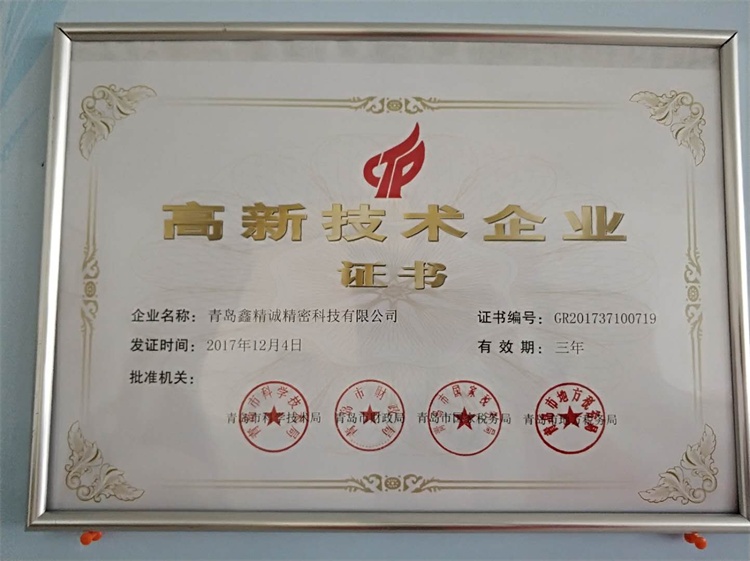 CTP
高新技术企业
证书
企业名称：青岛鑫精诚精密科技有限公司 证书编号：GR201737100719
发证时间：2017年12月4日 有效期：三年
批准机关：
青岛市科学技术局 青岛市财政局 青岛市国家税务局 青岛市地方税务局